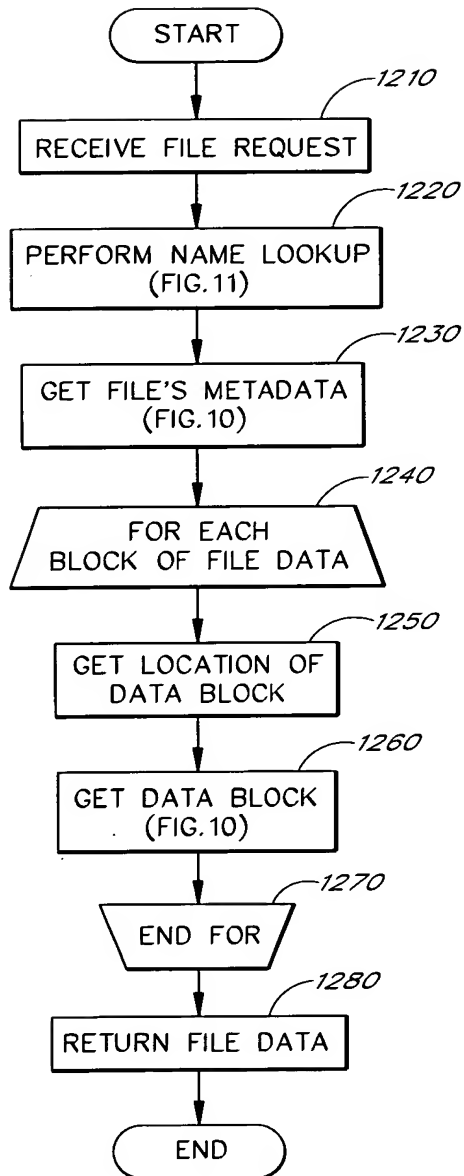 START
1210
RECEIVE FILE REQUEST
1220
PERFORM NAME LOOKUP
(FIG.11)
1230
GET FILE'S METADATA
(FIG.10)
1240
FOR EACH
BLOCK OF FILE DATA
1250
GET LOCATION OF
DATA BLOCK
1260
GET DATA BLOCK
(FIG.10)
1270
END FOR
1280
RETURN FILE DATA
END